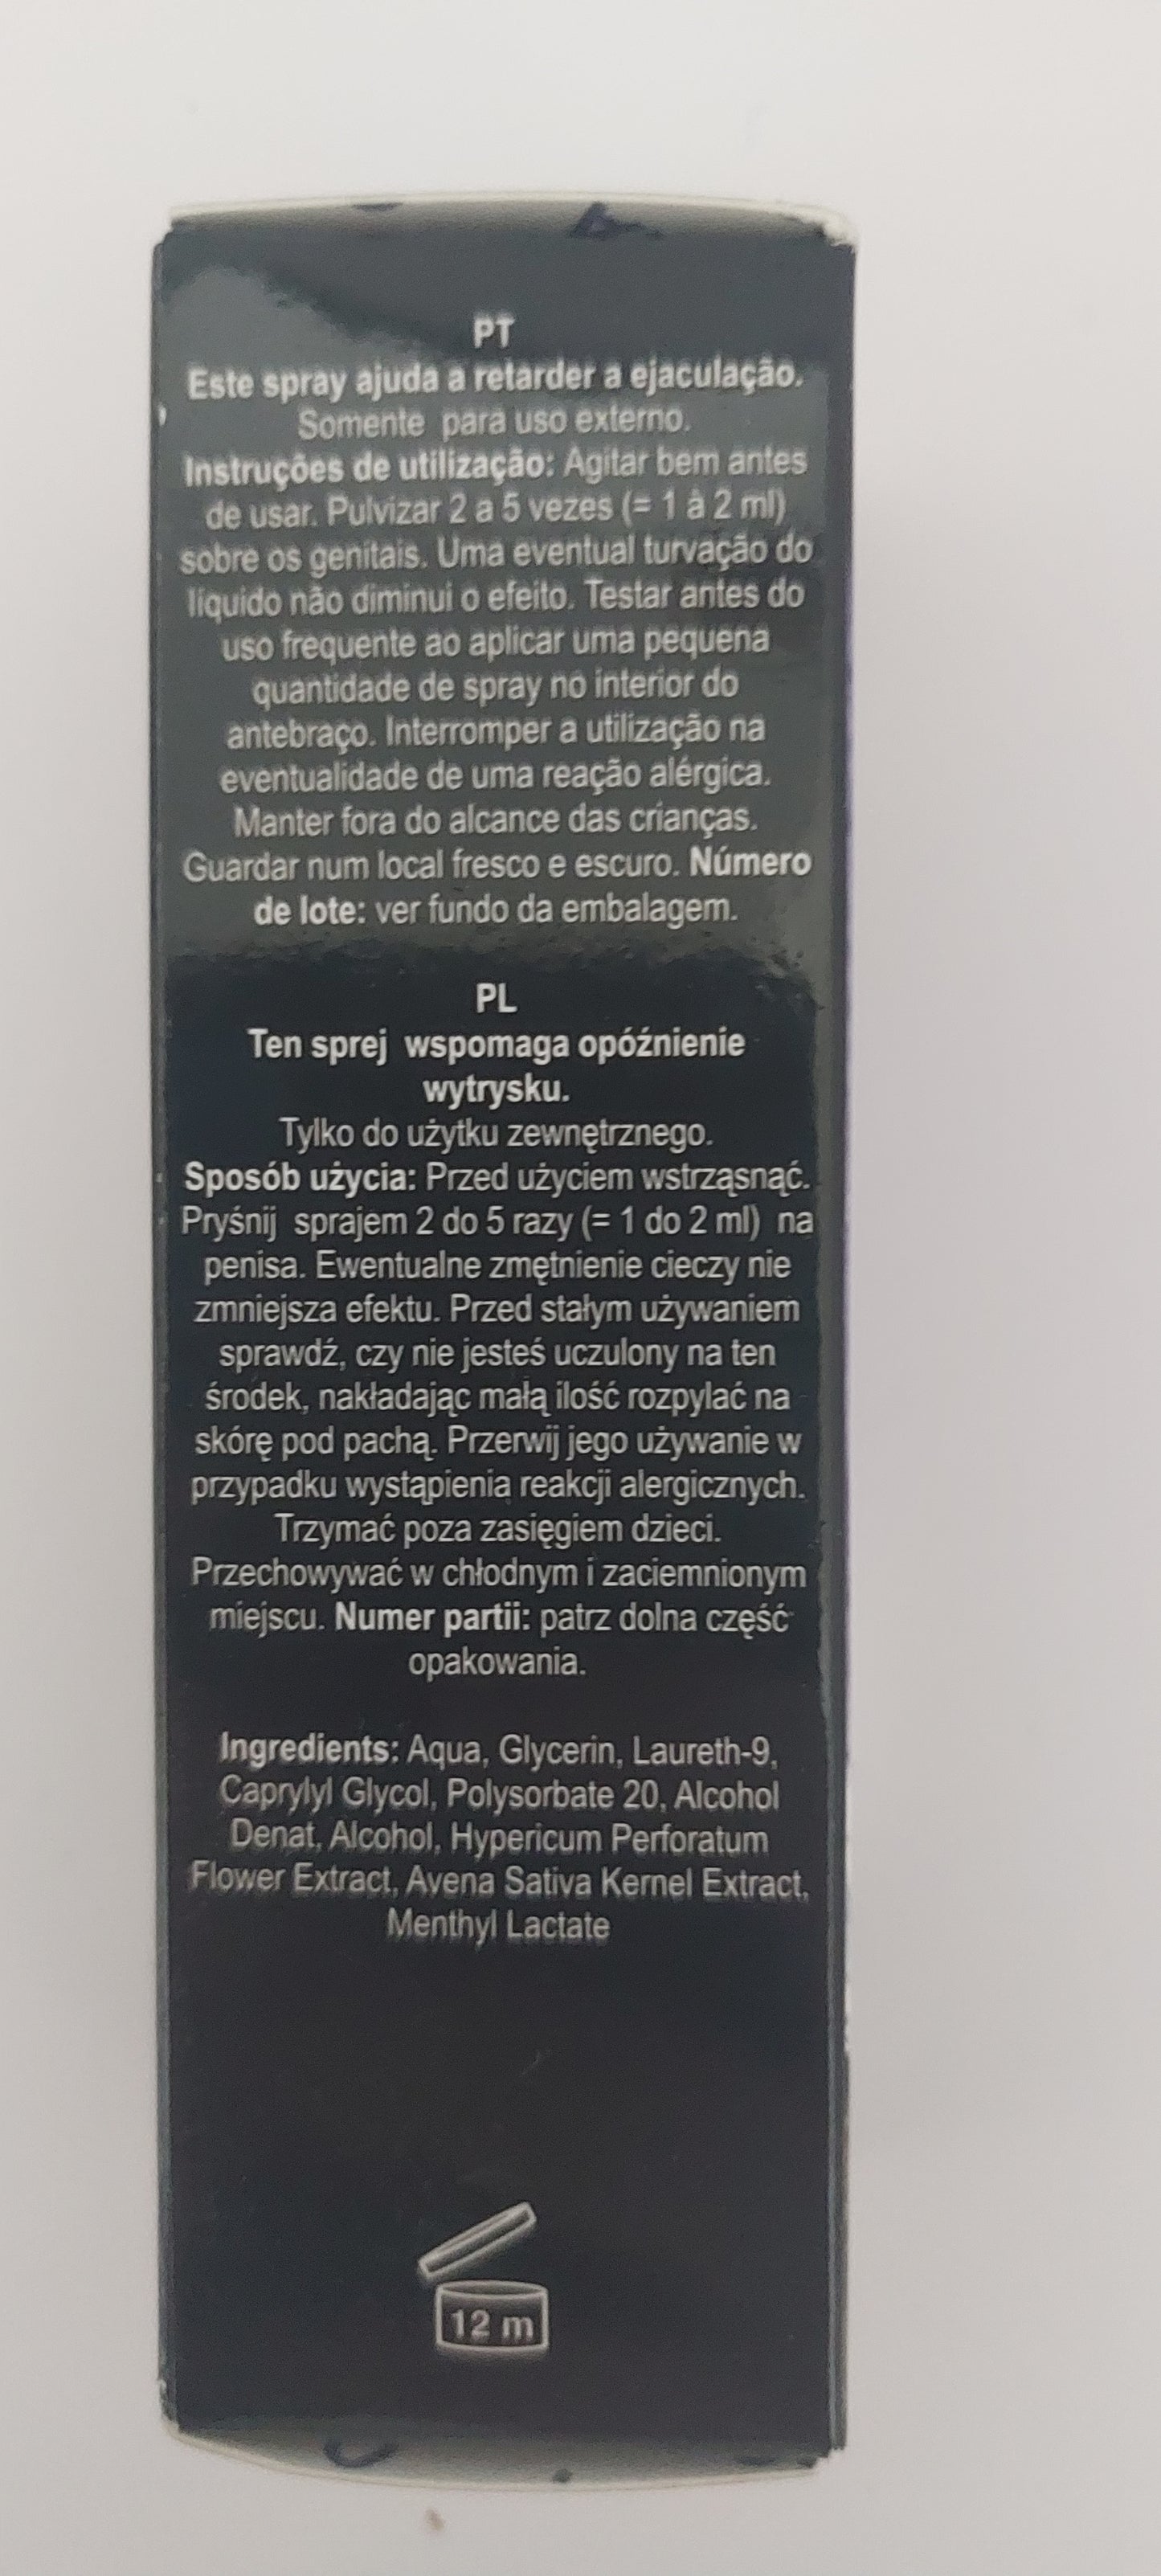 PT
Este spray ajuda a retarder a ejaculação.
Somente para uso externo.
Instruções de utilização: Agitar bem antes
de usar. Pulvizar 2 a 5 vezes (= 1 à 2 ml)
sobre os genitais. Uma eventual turvação do
líquido não diminui o efeito. Testar antes do
uso frequente ao aplicar uma pequena
quantidade de spray no interior do
antebraço. Interromper a utilização na
eventualidade de uma reação alérgica.
Manter fora do alcance das crianças.
Guardar num local fresco e escuro. Número
de lote: ver fundo da embalagem.
PL
Ten sprej wspomaga opóźnienie
wytrysku.
Tylko do użytku zewnętrznego.
Sposób użycia: Przed użyciem wstrząsnąć.
Pryśnij sprajem 2 do 5 razy (= 1 do 2 ml) na
penisa. Ewentualne zmętnienie cieczy nie
zmniejsza efektu. Przed stałym używaniem
sprawdź, czy nie jesteś uczulony na ten
środek, nakładając małą ilość rozpylać na
skórę pod pachą. Przerwij jego używanie w
przypadku wystąpienia reakcji alergicznych.
Trzymać poza zasięgiem dzieci.
Przechowywać w chłodnym i zaciemnionym
miejscu. Numer partii: patrz dolna część
opakowania.
Ingredients: Aqua, Glycerin, Laureth-9,
Caprylyl Glycol, Polysorbate 20, Alcohol
Denat, Alcohol, Hypericum Perforatum
Flower Extract, Avena Sativa Kernel Extract,
Menthyl Lactate
12 m